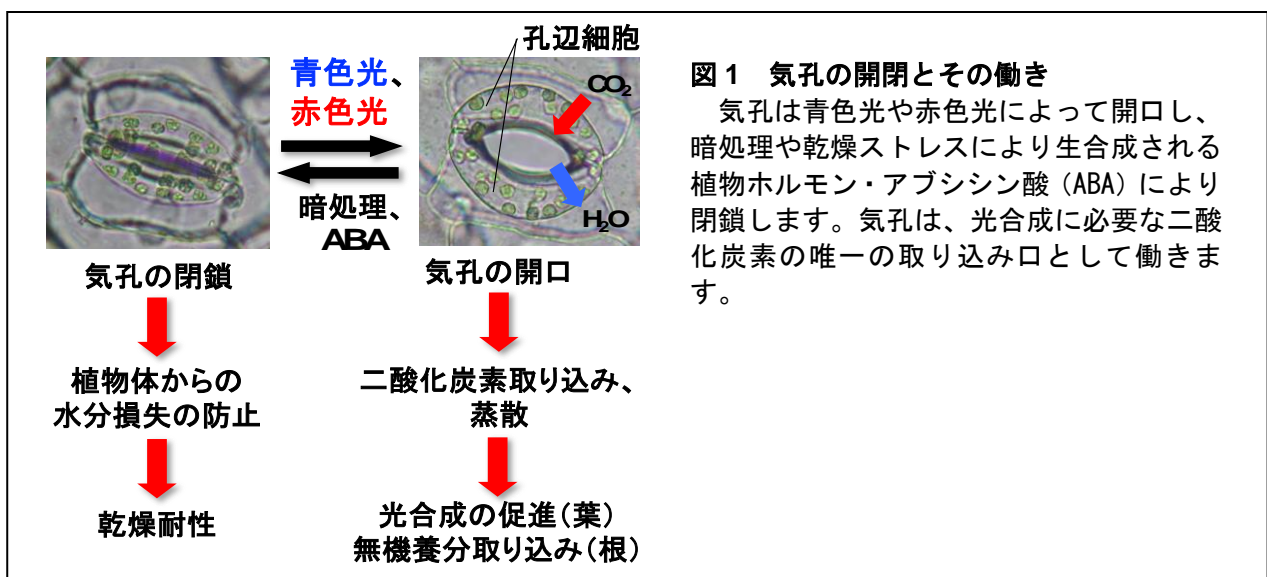 孔辺細胞
青色光、
赤色光
CO₂
暗処理、
ABA
H₂O
気孔の閉鎖
気孔の開口
植物体からの
水分損失の防止
二酸化炭素取り込み、
蒸散
乾燥耐性
光合成の促進(葉)
無機養分取り込み(根)
図1 気孔の開閉とその働き
気孔は青色光や赤色光によって開口し、
暗処理や乾燥ストレスにより生合成される
植物ホルモン・アブシシン酸(ABA)により
閉鎖します。気孔は、光合成に必要な二酸
化炭素の唯一の取り込み口として働きま
す。